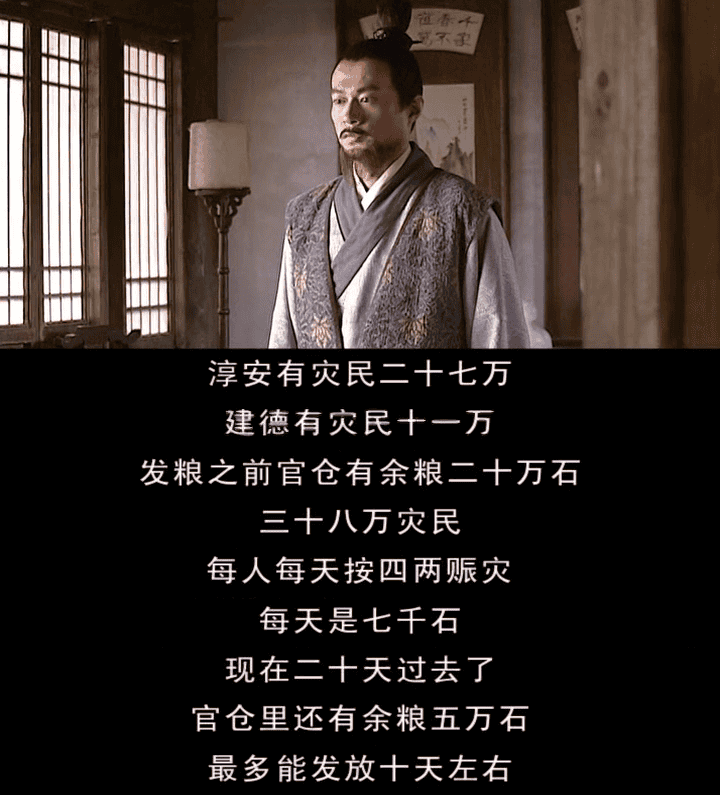 淳安有灾民二十七万
建德有灾民十一万
发粮之前官仓有余粮二十万石
三十八万灾民
每人每天按四两赈灾
每天是七千石
现在二十天过去了
官仓里还有余粮五万石
最多能发放十天左右